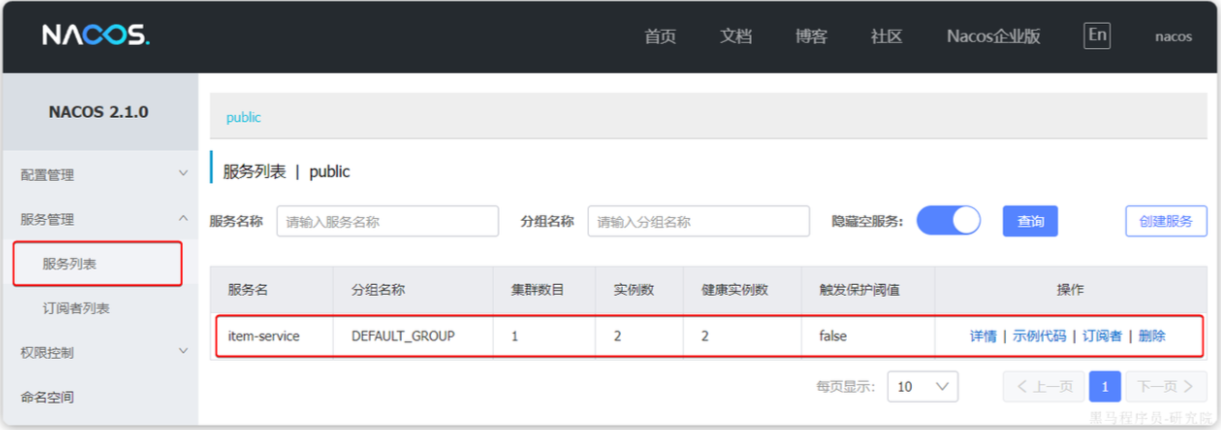 NACOS. 首页 文档 博客 社区 Nacos企业版 En nacos
NACOS 2.1.0
配置管理
服务管理
服务列表
订阅者列表
权限控制
命名空间
public
服务列表 | public
服务名称 请输入服务名称 分组名称 请输入分组名称 隐藏空服务: 查询 创建服务
服务名 分组名称 集群数目 实例数 健康实例数 触发保护阈值 操作
item-service DEFAULT_GROUP 1 2 2 false 详情 | 示例代码 | 订阅者 | 删除
每页显示: 10 < 上一页 1 下一页 >
黑马程序员-研究院